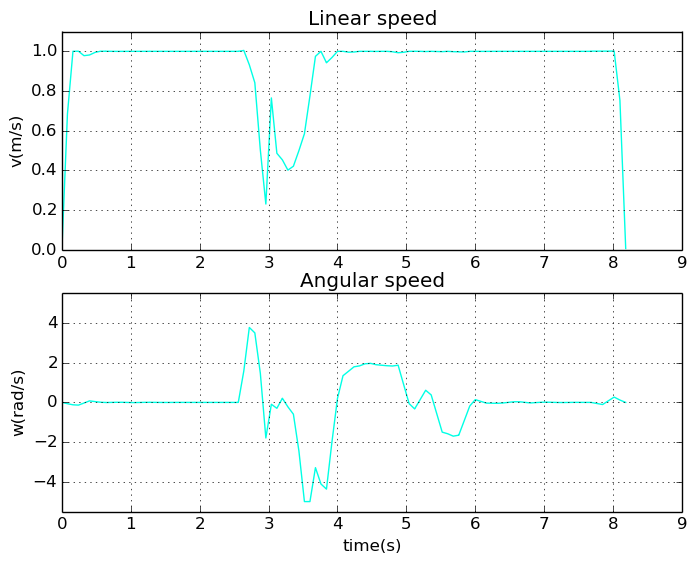 Linear speed
1.0
0.8
0.6
0.4
0.2
0.0
v(m/s)
0 1 2 3 4 5 6 7 8 9
Angular speed
4
2
0
−2
−4
w(rad/s)
0 1 2 3 4 5 6 7 8 9
time(s)